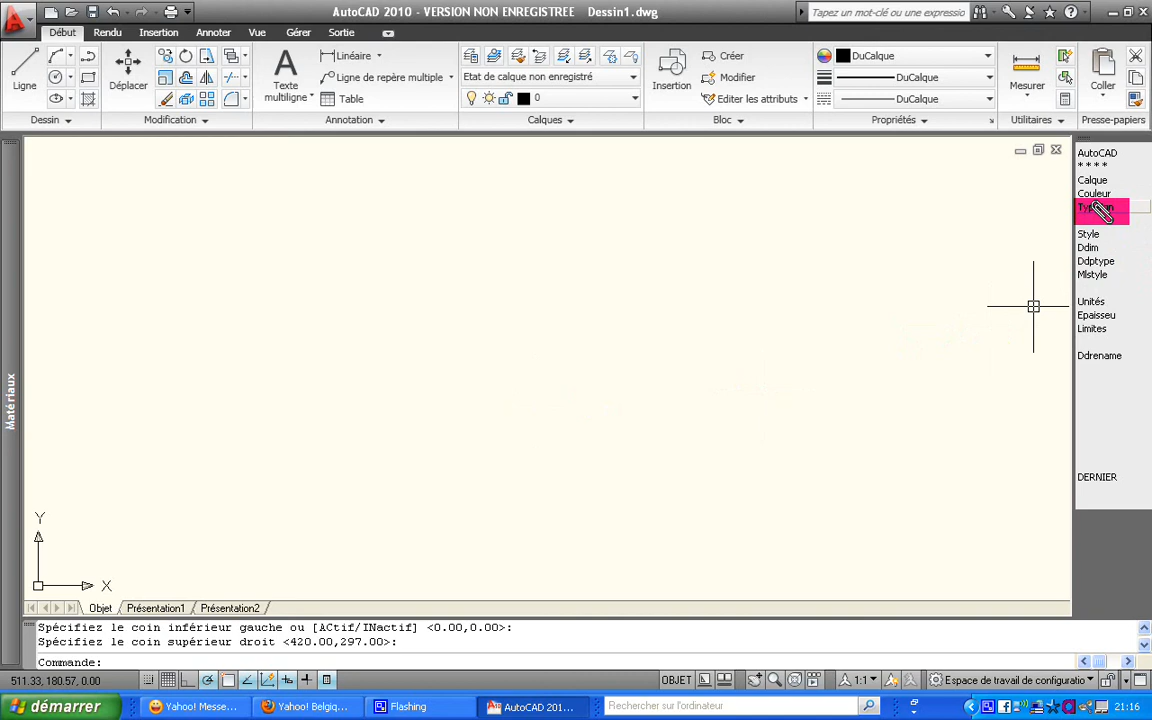 AutoCAD 2010 - VERSION NON ENREGISTREE Dessin1.dwg
Tapez un mot-clé ou une expressio
Début Rendu Insertion Annoter Vue Gérer Sortie
Ligne
Déplacer
Texte
multiligne
Linéaire
Ligne de repère multiple
Table
Etat de calque non enregistré
0
Insertion
Créer
Modifier
Editer les attributs
DuCalque
DuCalque
DuCalque
Mesurer
Coller
Dessin Modification Annotation Calques Bloc Propriétés Utilitaires Presse-papiers
AutoCAD
* * * *
Calque
Couleur
Style
Ddim
Ddptype
Mlstyle
Unités
Epaisseu
Limites
Ddrename
DERNIER
Matériaux
Y
X
Objet Présentation1 Présentation2
Spécifiez le coin inférieur gauche ou [ACtif/INactif] <0.00,0.00>:
Spécifiez le coin supérieur droit <420.00,297.00>:
Commande:
511.33, 180.57, 0.00
OBJET
1:1
Espace de travail de configuratio
démarrer
Yahoo! Messe...
Yahoo! Belgiq...
Flashing
AutoCAD 201...
Rechercher sur l'ordinateur
21:16